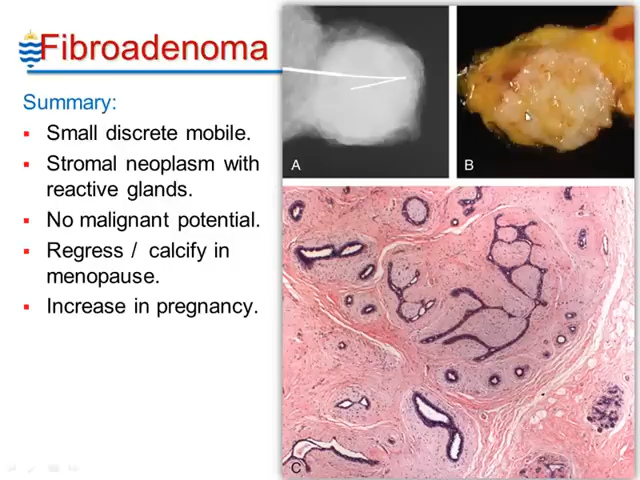 Fibroadenoma
Summary:
Small discrete mobile.
Stromal neoplasm with
reactive glands.
No malignant potential.
Regress / calcify in
menopause.
Increase in pregnancy.
A
B
C